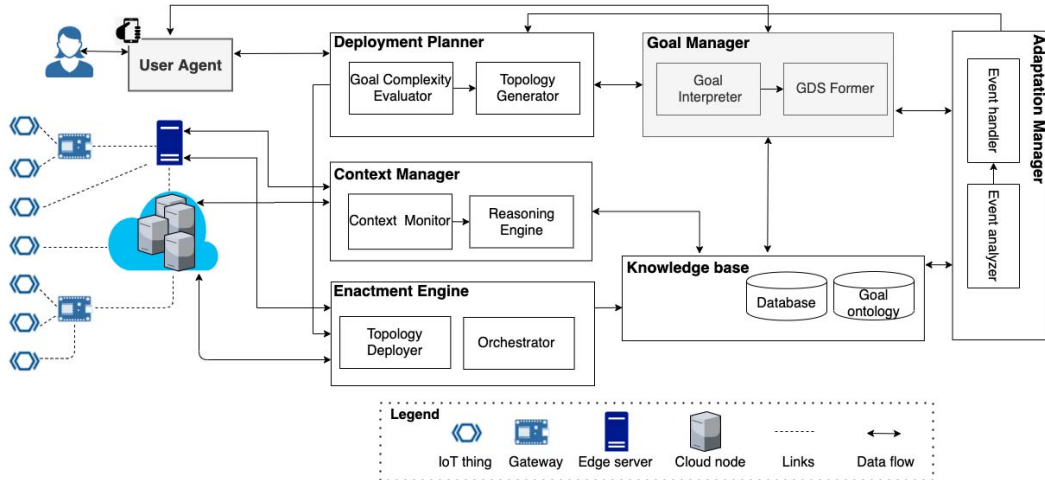 Deployment Planner
Goal Manager
Adaptation Manager
User Agent
Goal Complexity
Evaluator
Topology
Generator
Goal
Interpreter
GDS Former
Event handler
Context Manager
Context Monitor
Reasoning
Engine
Event analyzer
Knowledge base
Database
Goal
ontology
Enactment Engine
Topology
Deployer
Orchestrator
Legend
IoT thing
Gateway
Edge server
Cloud node
Links
Data flow